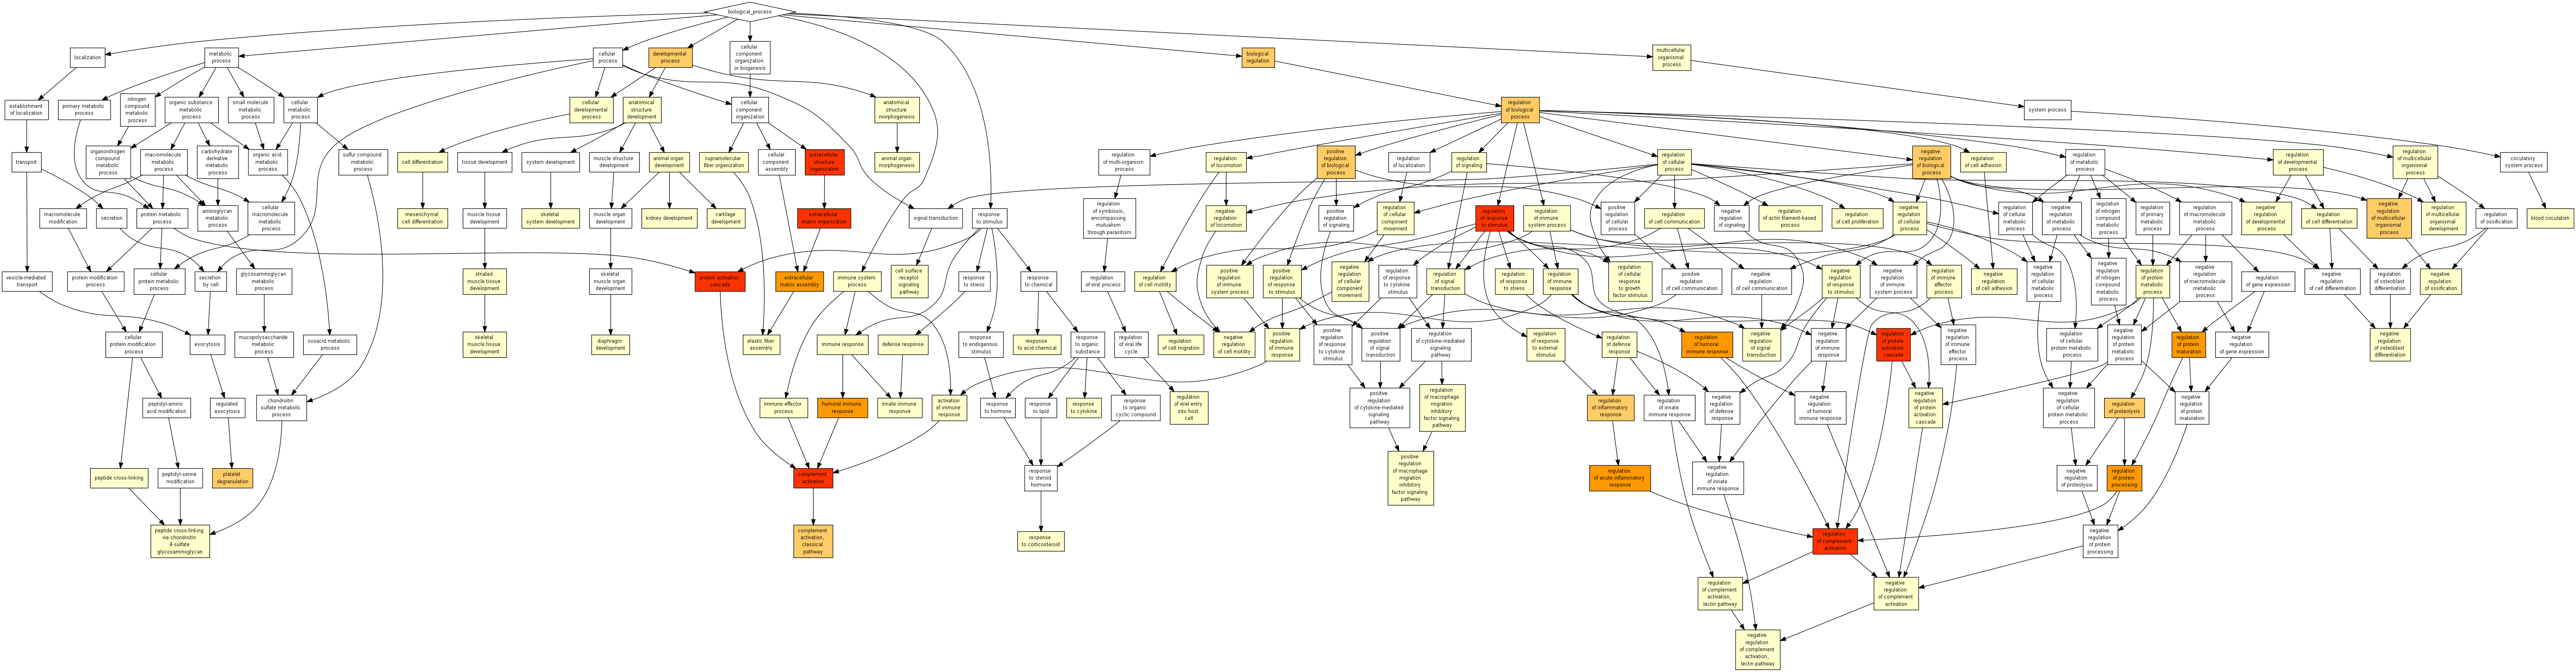 biological_process
localization
metabolic
process
cellular
process
developmental
process
cellular
component
organization
or biogenesis
biological
regulation
multicellular
organismal
process
establishment
of localization
primary metabolic
process
nitrogen
compound
metabolic
process
organic substance
metabolic
process
small molecule
metabolic
process
cellular
metabolic
process
cellular
developmental
process
anatomical
structure
development
cellular
component
organization
anatomical
structure
morphogenesis
regulation
of biological
process
system process
transport
organonitrogen
compound
metabolic
process
macromolecule
metabolic
process
carbohydrate
derivative
metabolic
process
organic acid
metabolic
process
sulfur compound
metabolic
process
cell differentiation
tissue development
system development
muscle structure
development
animal organ
development
supramolecular
fiber organization
cellular
component
assembly
extracellular
structure
organization
animal organ
morphogenesis
regulation
of multi-organism
process
regulation
of locomotion
positive
regulation
of biological
process
regulation
of localization
regulation
of signaling
regulation
of cellular
process
negative
regulation
of biological
process
regulation
of cell adhesion
regulation
of metabolic
process
regulation
of developmental
process
regulation
of multicellular
organismal
process
circulatory
system process
macromolecule
modification
secretion
protein metabolic
process
aminoglycan
metabolic
process
cellular
macromolecule
metabolic
process
mesenchymal
cell differentiation
muscle tissue
development
skeletal
system development
muscle organ
development
kidney development
cartilage
development
extracellular
matrix organization
signal transduction
response
to stimulus
regulation
of symbiosis,
encompassing
mutualism
through parasitism
negative
regulation
of locomotion
positive
regulation
of signaling
regulation
of cellular
component
movement
regulation
of response
to stimulus
regulation
of immune
system process
positive
regulation
of cellular
process
regulation
of cell communication
negative
regulation
of signaling
regulation
of actin filament-based
process
regulation
of cell proliferation
negative
regulation
of cellular
process
regulation
of cellular
metabolic
process
negative
regulation
of metabolic
process
regulation
of nitrogen
compound
metabolic
process
regulation
of primary
metabolic
process
regulation
of macromolecule
metabolic
process
negative
regulation
of developmental
process
regulation
of cell differentiation
negative
regulation
of multicellular
organismal
process
regulation
of multicellular
organismal
development
regulation
of ossification
blood circulation
vesicle-mediated
transport
protein modification
process
cellular
protein metabolic
process
secretion
by cell
glycosaminoglycan
metabolic
process
striated
muscle tissue
development
skeletal
muscle organ
development
protein activation
cascade
extracellular
matrix assembly
immune system
process
cell surface
receptor
signaling
pathway
response
to stress
response
to chemical
regulation
of viral process
regulation
of cell motility
positive
regulation
of immune
system process
positive
regulation
of response
to stimulus
negative
regulation
of cellular
component
movement
regulation
of response
to cytokine
stimulus
regulation
of signal
transduction
regulation
of response
to stress
regulation
of immune
response
regulation
of cellular
response
to growth
factor stimulus
positive
regulation
of cell communication
negative
regulation
of cell communication
negative
regulation
of response
to stimulus
negative
regulation
of immune
system process
regulation
of immune
effector
process
negative
regulation
of cell adhesion
negative
regulation
of cellular
metabolic
process
negative
regulation
of nitrogen
compound
metabolic
process
regulation
of protein
metabolic
process
negative
regulation
of macromolecule
metabolic
process
regulation
of gene expression
negative
regulation
of cell differentiation
regulation
of osteoblast
differentiation
negative
regulation
of ossification
cellular
protein modification
process
exocytosis
mucopolysaccharide
metabolic
process
oxoacid metabolic
process
skeletal
muscle tissue
development
diaphragm
development
elastic fiber
assembly
immune response
defense response
response
to endogenous
stimulus
response
to acid chemical
response
to organic
substance
regulation
of viral life
cycle
regulation
of cell migration
negative
regulation
of cell motility
positive
regulation
of immune
response
positive
regulation
of response
to cytokine
stimulus
positive
regulation
of signal
transduction
regulation
of cytokine-mediated
signaling
pathway
regulation
of response
to external
stimulus
regulation
of defense
response
regulation
of humoral
immune response
negative
regulation
of signal
transduction
negative
regulation
of immune
response
regulation
of protein
activation
cascade
negative
regulation
of immune
effector
process
regulation
of cellular
protein metabolic
process
negative
regulation
of protein
metabolic
process
regulation
of protein
maturation
negative
regulation
of gene expression
negative
regulation
of osteoblast
differentiation
peptidyl-amino
acid modification
regulated
exocytosis
chondroitin
sulfate metabolic
process
immune effector
process
humoral immune
response
innate immune
response
activation
of immune
response
response
to hormone
response
to lipid
response
to cytokine
response
to organic
cyclic compound
regulation
of viral entry
into host
cell
positive
regulation
of cytokine-mediated
signaling
pathway
regulation
of macrophage
migration
inhibitory
factor signaling
pathway
regulation
of inflammatory
response
regulation
of innate
immune response
negative
regulation
of defense
response
negative
regulation
of humoral
immune response
negative
regulation
of protein
activation
cascade
negative
regulation
of cellular
protein metabolic
process
regulation
of proteolysis
negative
regulation
of protein
maturation
peptide cross-linking
peptidyl-serine
modification
platelet
degranulation
complement
activation
response
to steroid
hormone
positive
regulation
of macrophage
migration
inhibitory
factor signaling
pathway
regulation
of acute inflammatory
response
negative
regulation
of innate
immune response
negative
regulation
of proteolysis
regulation
of protein
processing
peptide cross-linking
via chondroitin
4-sulfate
glycosaminoglycan
complement
activation,
classical
pathway
response
to corticosteroid
regulation
of complement
activation
negative
regulation
of protein
processing
regulation
of complement
activation,
lectin pathway
negative
regulation
of complement
activation
negative
regulation
of complement
activation,
lectin pathway